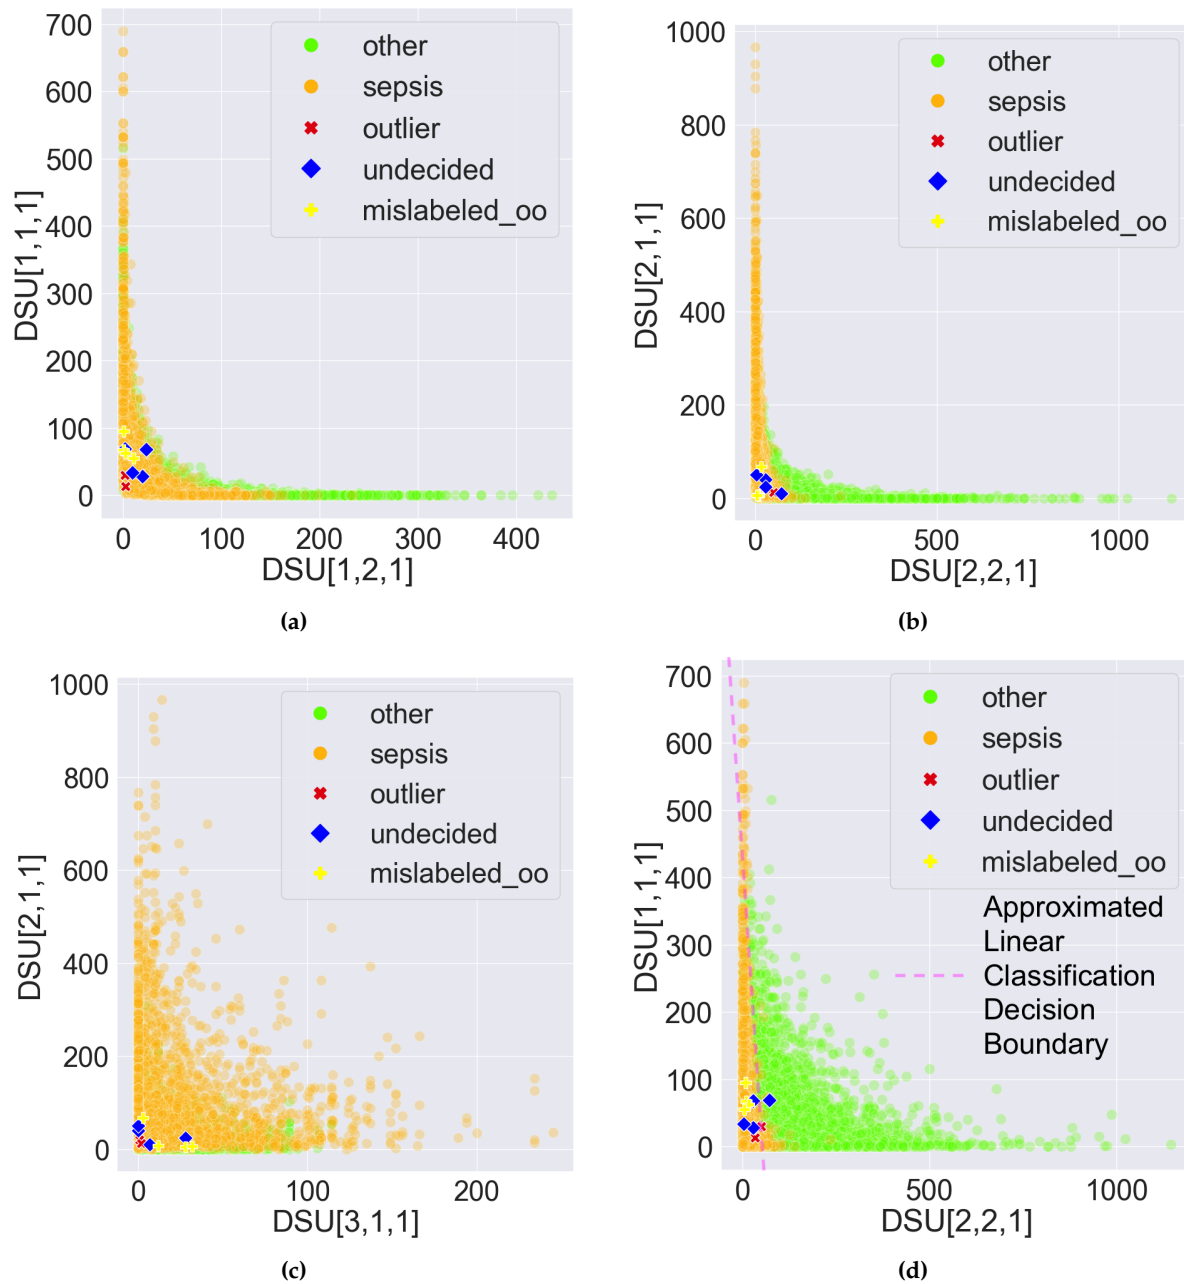 700
600
500
400
300
200
100
0
DSU[1,1,1]
other
sepsis
outlier
undecided
mislabeled_oo
0 100 200 300 400
DSU[1,2,1]
(a)
1000
800
600
400
200
0
DSU[2,1,1]
other
sepsis
outlier
undecided
mislabeled_oo
0 500 1000
DSU[2,2,1]
(b)
1000
800
600
400
200
0
DSU[2,1,1]
other
sepsis
outlier
undecided
mislabeled_oo
0 100 200
DSU[3,1,1]
(c)
700
600
500
400
300
200
100
0
DSU[1,1,1]
other
sepsis
outlier
undecided
mislabeled_oo
Approximated
Linear
Classification
Decision
Boundary
0 500 1000
DSU[2,2,1]
(d)